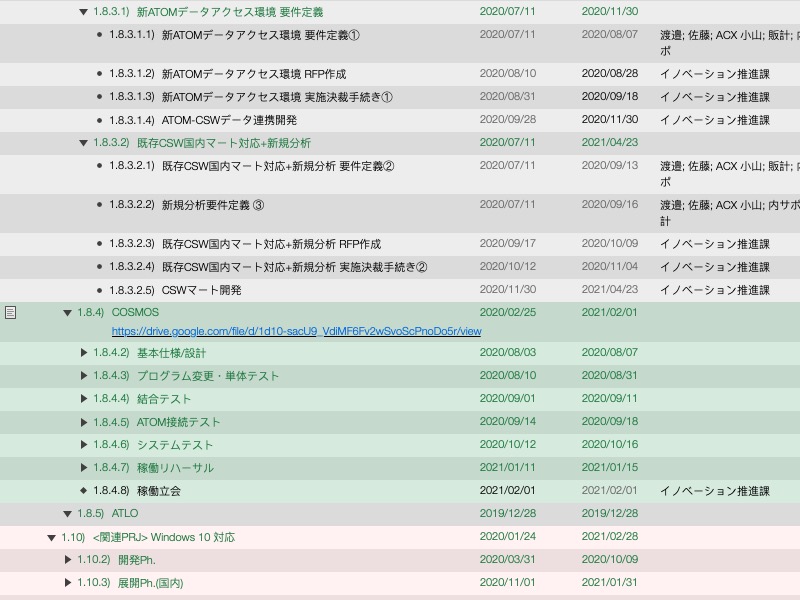 1.8.3.1) 新ATOMデータアクセス環境 要件定義 2020/07/11 2020/11/30
1.8.3.1.1) 新ATOMデータアクセス環境 要件定義① 2020/07/11 2020/08/07 渡邉; 佐藤; ACX 小山; 販計;
ポ
1.8.3.1.2) 新ATOMデータアクセス環境 RFP作成 2020/08/10 2020/08/28 イノベーション推進課
1.8.3.1.3) 新ATOMデータアクセス環境 実施決裁手続き① 2020/08/31 2020/09/18 イノベーション推進課
1.8.3.1.4) ATOM-CSWデータ連携開発 2020/09/28 2020/11/30 イノベーション推進課
1.8.3.2) 既存CSW国内マート対応+新規分析 2020/07/11 2021/04/23
1.8.3.2.1) 既存CSW国内マート対応+新規分析 要件定義② 2020/07/11 2020/09/13 渡邉; 佐藤; ACX 小山; 販計;
ポ
1.8.3.2.2) 新規分析要件定義 ③ 2020/07/11 2020/09/16 渡邉; 佐藤; ACX 小山; 内サポ
計
1.8.3.2.3) 既存CSW国内マート対応+新規分析 RFP作成 2020/09/17 2020/10/09 イノベーション推進課
1.8.3.2.4) 既存CSW国内マート対応+新規分析 実施決裁手続き② 2020/10/12 2020/11/04 イノベーション推進課
1.8.3.2.5) CSWマート開発 2020/11/30 2021/04/23 イノベーション推進課
1.8.4) COSMOS 2020/02/25 2021/02/01
https://drive.google.com/file/d/1d10-sacU9_VdiMF6Fv2wSvoScPnoDo5r/view
1.8.4.2) 基本仕様/設計 2020/08/03 2020/08/07
1.8.4.3) プログラム変更・単体テスト 2020/08/10 2020/08/31
1.8.4.4) 結合テスト 2020/09/01 2020/09/11
1.8.4.5) ATOM接続テスト 2020/09/14 2020/09/18
1.8.4.6) システムテスト 2020/10/12 2020/10/16
1.8.4.7) 稼働リハーサル 2021/01/11 2021/01/15
1.8.4.8) 稼働立会 2021/02/01 2021/02/01 イノベーション推進課
1.8.5) ATLO 2019/12/28 2019/12/28
1.10) <関連PRJ> Windows 10 対応 2020/01/24 2021/02/28
1.10.2) 開発Ph. 2020/03/31 2020/10/09
1.10.3) 展開Ph.(国内) 2020/11/01 2021/01/31